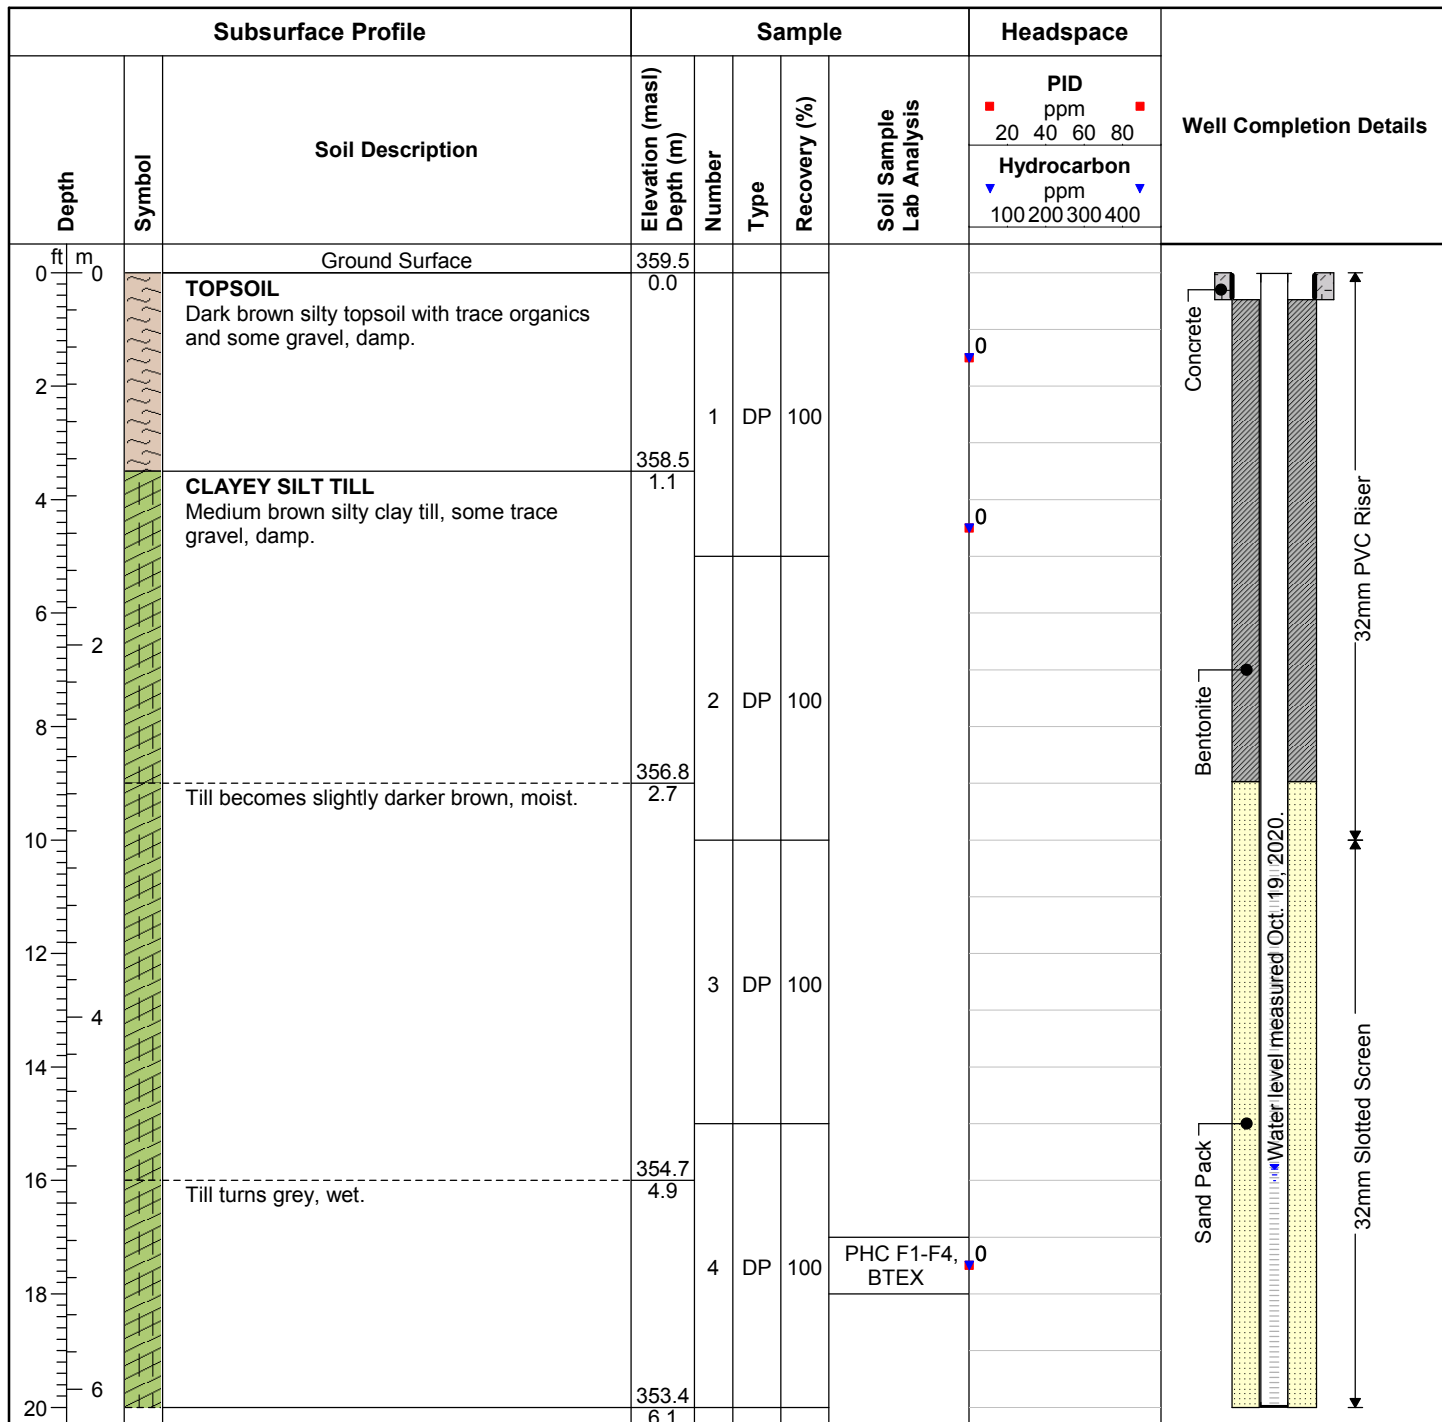 Subsurface Profile
Sample
Headspace
Well Completion Details
Depth
Symbol
Soil Description
Elevation (masl)
Depth (m)
Number
Type
Recovery (%)
Soil Sample
Lab Analysis
PID
ppm
20 40 60 80
Hydrocarbon
ppm
100 200 300 400
ft m
Ground Surface
359.5
0 0
0.0
TOPSOIL
Dark brown silty topsoil with trace organics
and some gravel, damp.
0
Concrete
2
1 DP 100
358.5
1.1
CLAYEY SILT TILL
Medium brown silty clay till, some trace
gravel, damp.
4
0
32mm PVC Riser
6
2
2 DP 100
Bentonite
8
356.8
2.7
Till becomes slightly darker brown, moist.
10
Water level measured Oct. 19, 2020.
12
3 DP 100
4
14
32mm Slotted Screen
Sand Pack
354.7
16
4.9
Till turns grey, wet.
4 DP 100
PHC F1-F4,
BTEX
0
18
6
353.4
20
6.1